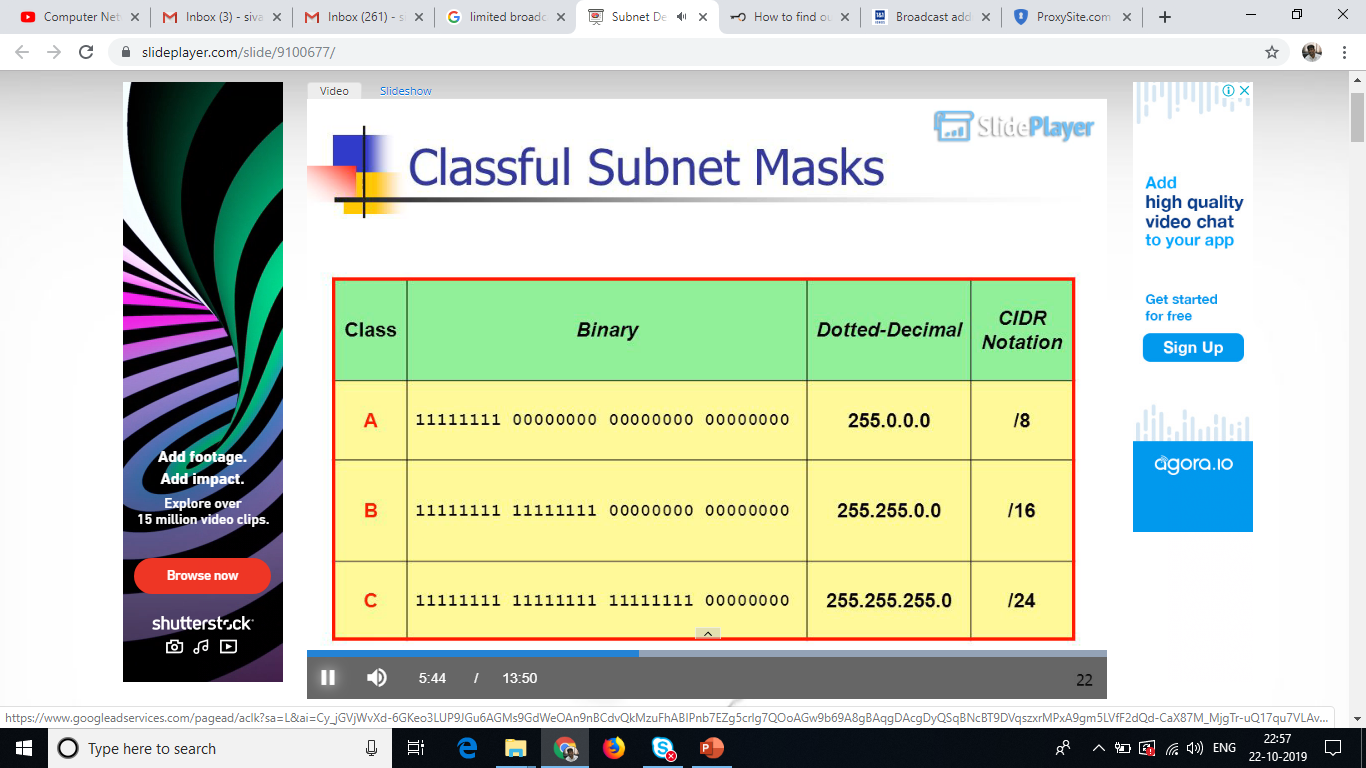 Computer Net
Inbox (3) - siva
Inbox (261) - s
limited broadc
Subnet De
How to find ou
Broadcast add
ProxySite.com
slideplayer.com/slide/9100677/
Video
Slideshow
SlidePlayer
Classful Subnet Masks
Class
Binary
Dotted-Decimal
CIDR
Notation
A
11111111 00000000 00000000 00000000
255.0.0.0
/8
B
11111111 11111111 00000000 00000000
255.255.0.0
/16
C
11111111 11111111 11111111 00000000
255.255.255.0
/24
5:44 / 13:50
22
Add footage.
Add impact.
Explore over
15 million video clips.
Browse now
shutterstock
Add
high quality
video chat
to your app
Get started
for free
Sign Up
agora.io
Type here to search
ENG
22:57
22-10-2019